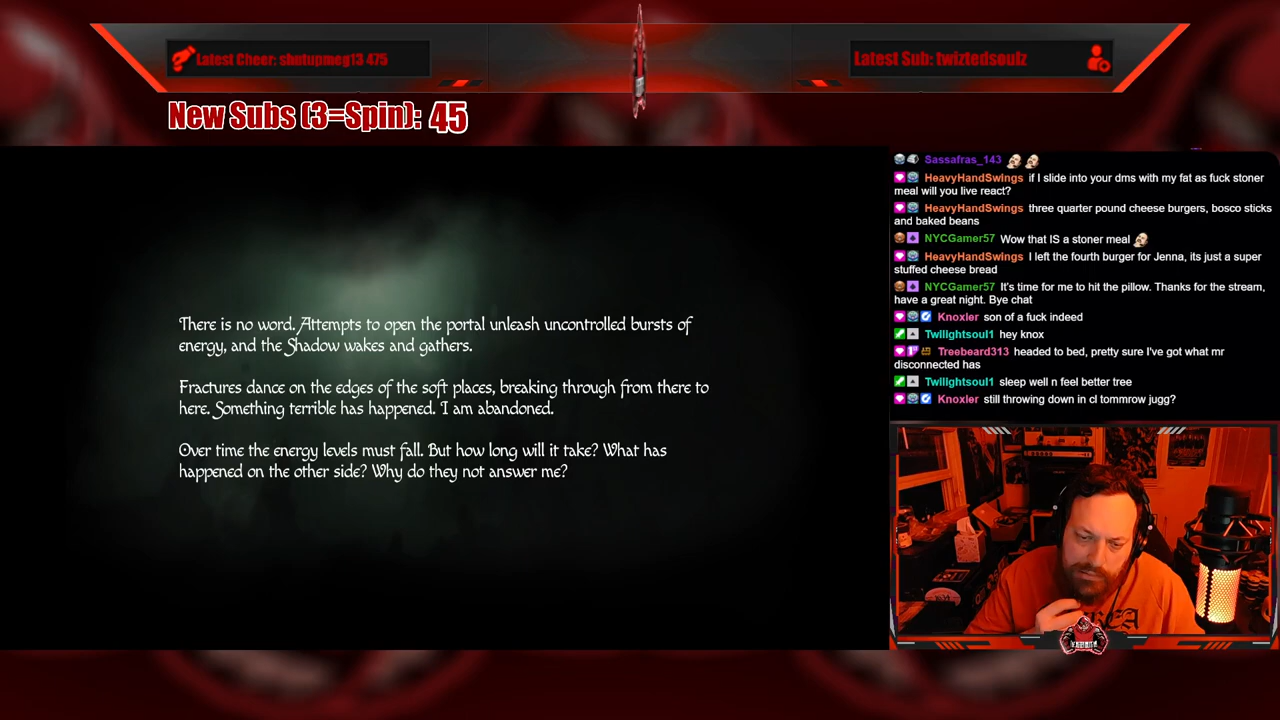 Latest Cheer: shutupmeg13 475
Latest Sub: twiztedsoulz
New Subs (3=Spin): 45
There is no word. Attempts to open the portal unleash uncontrolled bursts of
energy, and the Shadow wakes and gathers.
Fractures dance on the edges of the soft places, breaking through from there to
here. Something terrible has happened. I am abandoned.
Over time the energy levels must fall. But how long will it take? What has
happened on the other side? Why do they not answer me?
Sassafras_143
HeavyHandSwings if I slide into your dms with my fat as fuck stoner
meal will you live react?
HeavyHandSwings three quarter pound cheese burgers, bosco sticks
and baked beans
NYCGamer57 Wow that IS a stoner meal
HeavyHandSwings I left the fourth burger for Jenna, its just a super
stuffed cheese bread
NYCGamer57 It's time for me to hit the pillow. Thanks for the stream,
have a great night. Bye chat
Knoxler son of a fuck indeed
Twilightsoul1 hey knox
Treebeard313 headed to bed, pretty sure I've got what mr
disconnected has
Twilightsoul1 sleep well n feel better tree
Knoxler still throwing down in cl tommrow jugg?